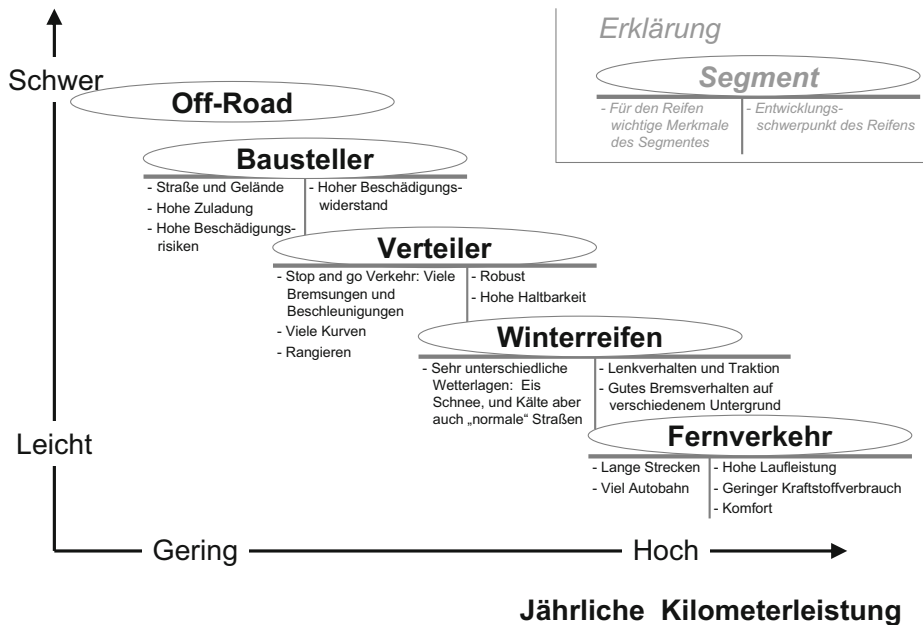 Erklärung
Segment
- Für den Reifen
wichtige Merkmale
des Segmentes
- Entwicklungs-
schwerpunkt des Reifens
Schwer
Off-Road
Bausteller
- Straße und Gelände
- Hohe Zuladung
- Hohe Beschädigungs-
risiken
- Hoher Beschädigungs-
widerstand
Verteiler
- Stop and go Verkehr: Viele
Bremsungen und
Beschleunigungen
- Viele Kurven
- Rangieren
- Robust
- Hohe Haltbarkeit
Winterreifen
- Sehr unterschiedliche
Wetterlagen: Eis
Schnee, und Kälte aber
auch „normale“ Straßen
- Lenkverhalten und Traktion
- Gutes Bremsverhalten auf
verschiedenem Untergrund
Leicht
Fernverkehr
- Lange Strecken
- Viel Autobahn
- Hohe Laufleistung
- Geringer Kraftstoffverbrauch
- Komfort
Gering
Hoch
Jährliche Kilometerleistung